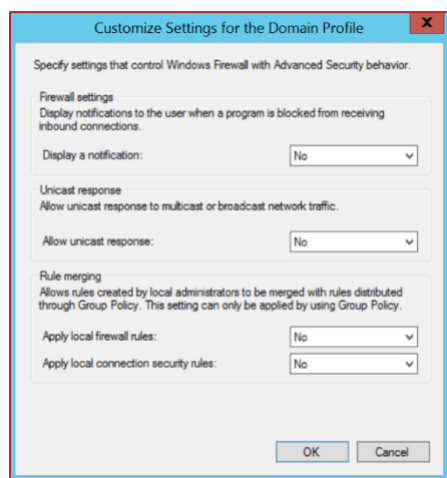 Customize Settings for the Domain Profile
x
Specify settings that control Windows Firewall with Advanced Security behavior.
Firewall settings
Display notifications to the user when a program is blocked from receiving
inbound connections.
Display a notification: No
Unicast response
Allow unicast response to multicast or broadcast network traffic.
Allow unicast response: No
Rule merging
Allows rules created by local administrators to be merged with rules distributed
through Group Policy. This setting can only be applied by using Group Policy.
Apply local firewall rules: No
Apply local connection security rules: No
OK Cancel